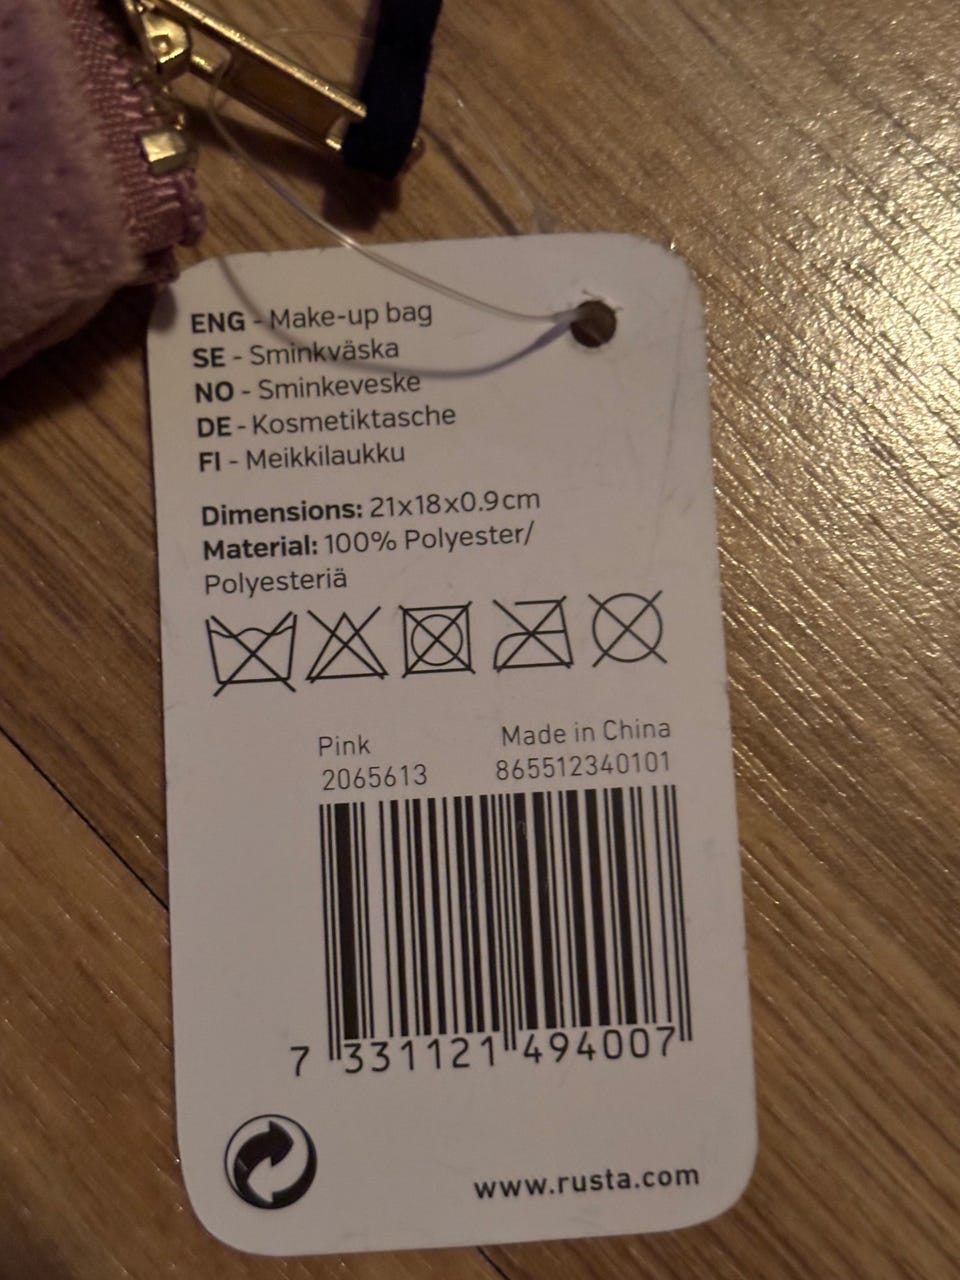 ENG - Make-up bag
SE - Sminkväska
NO - Sminkeveske
DE - Kosmetiktasche
FI - Meikkilaukku
Dimensions: 21x18x0.9cm
Material: 100% Polyester/
Polyesteriä
Pink Made in China
2065613 865512340101
7 331121 494007
www.rusta.com